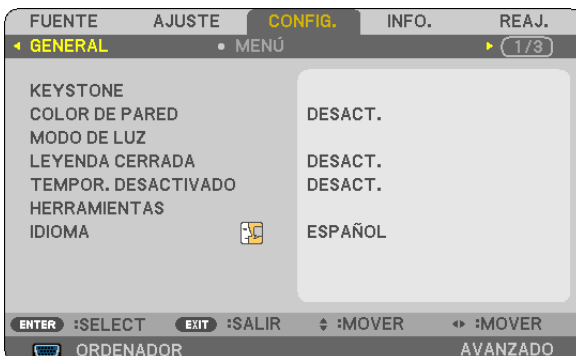 FUENTE AJUSTE CONFIG. INFO. REAJ.
GENERAL MENÚ 1/3
KEYSTONE
COLOR DE PARED DESACT.
MODO DE LUZ
LEYENDA CERRADA DESACT.
TEMPOR. DESACTIVADO DESACT.
HERRAMIENTAS
IDIOMA ESPAÑOL
ENTER :SELECT EXIT :SALIR :MOVER :MOVER
ORDENADOR AVANZADO